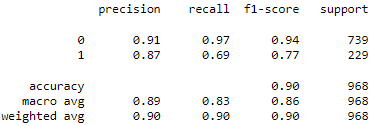 precision recall f1-score support
0 0.91 0.97 0.94 739
1 0.87 0.69 0.77 229
accuracy 0.90 968
macro avg 0.89 0.83 0.86 968
weighted avg 0.90 0.90 0.90 968